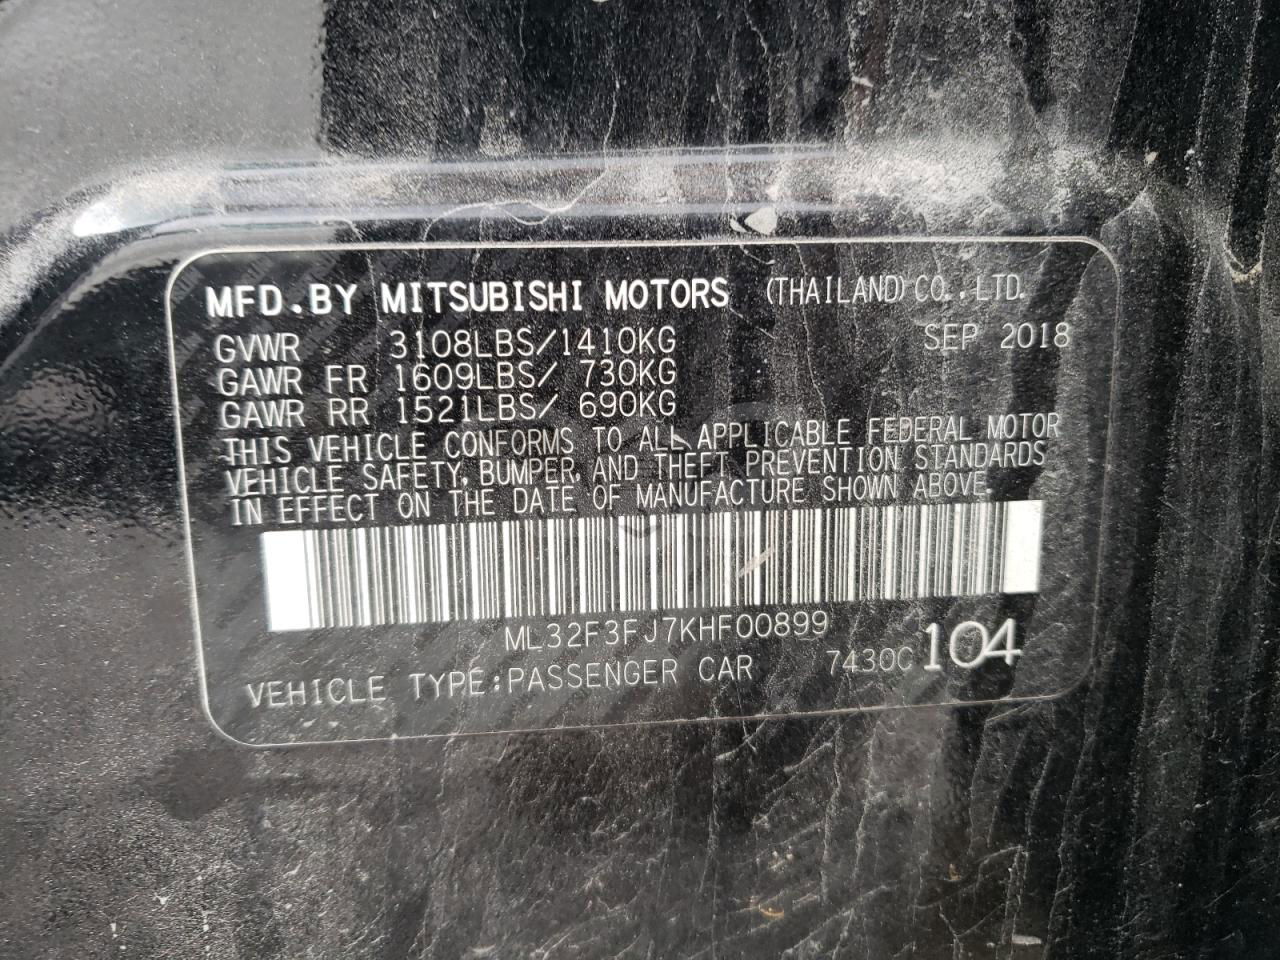 MFD.BY MITSUBISHI MOTORS (THAILAND) CO.,LTD.
GVWR 3108LBS/1410KG SEP 2018
GAWR FR 1609LBS/ 730KG
GAWR RR 1521LBS/ 690KG
THIS VEHICLE CONFORMS TO ALL APPLICABLE FEDERAL MOTOR
VEHICLE SAFETY, BUMPER, AND THEFT PREVENTION STANDARDS
IN EFFECT ON THE DATE OF MANUFACTURE SHOWN ABOVE.
ML32F3FJ7KHF00899
VEHICLE TYPE:PASSENGER CAR 7430C 104